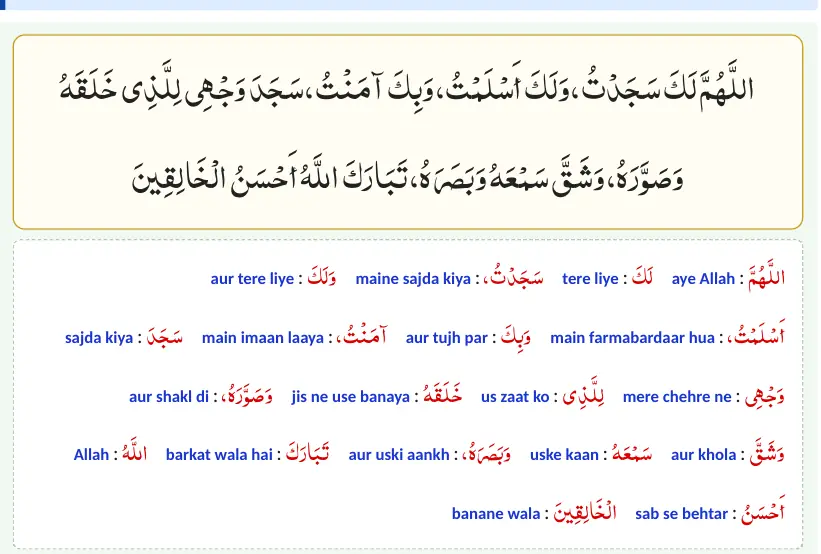 اللَّهُمَّ لَكَ سَجَدْتُ، وَلَكَ أَسْلَمْتُ، وَبِكَ آمَنْتُ، سَجَدَ وَجْهِي لِلَّذِي خَلَقَهُ
وَصَوَّرَهُ، وَشَقَّ سَمْعَهُ وَبَصَرَهُ، تَبَارَكَ اللَّهُ أَحْسَنُ الْخَالِقِينَ
اللَّهُمَّ : aye Allah لَكَ : tere liye سَجَدْتُ، : maine sajda kiya وَلَكَ : aur tere liye
أَسْلَمْتُ، : main farmabardaar hua وَبِكَ : aur tujh par آمَنْتُ، : main imaan laaya سَجَدَ : sajda kiya
وَجْهِي : mere chehre ne لِلَّذِي : us zaat ko خَلَقَهُ : jis ne use banaya وَصَوَّرَهُ، : aur shakl di
وَشَقَّ : aur khola سَمْعَهُ : uske kaan وَبَصَرَهُ، : aur uski aankh تَبَارَكَ : barkat wala hai اللَّهُ : Allah
أَحْسَنُ : sab se behtar الْخَالِقِينَ : banane wala